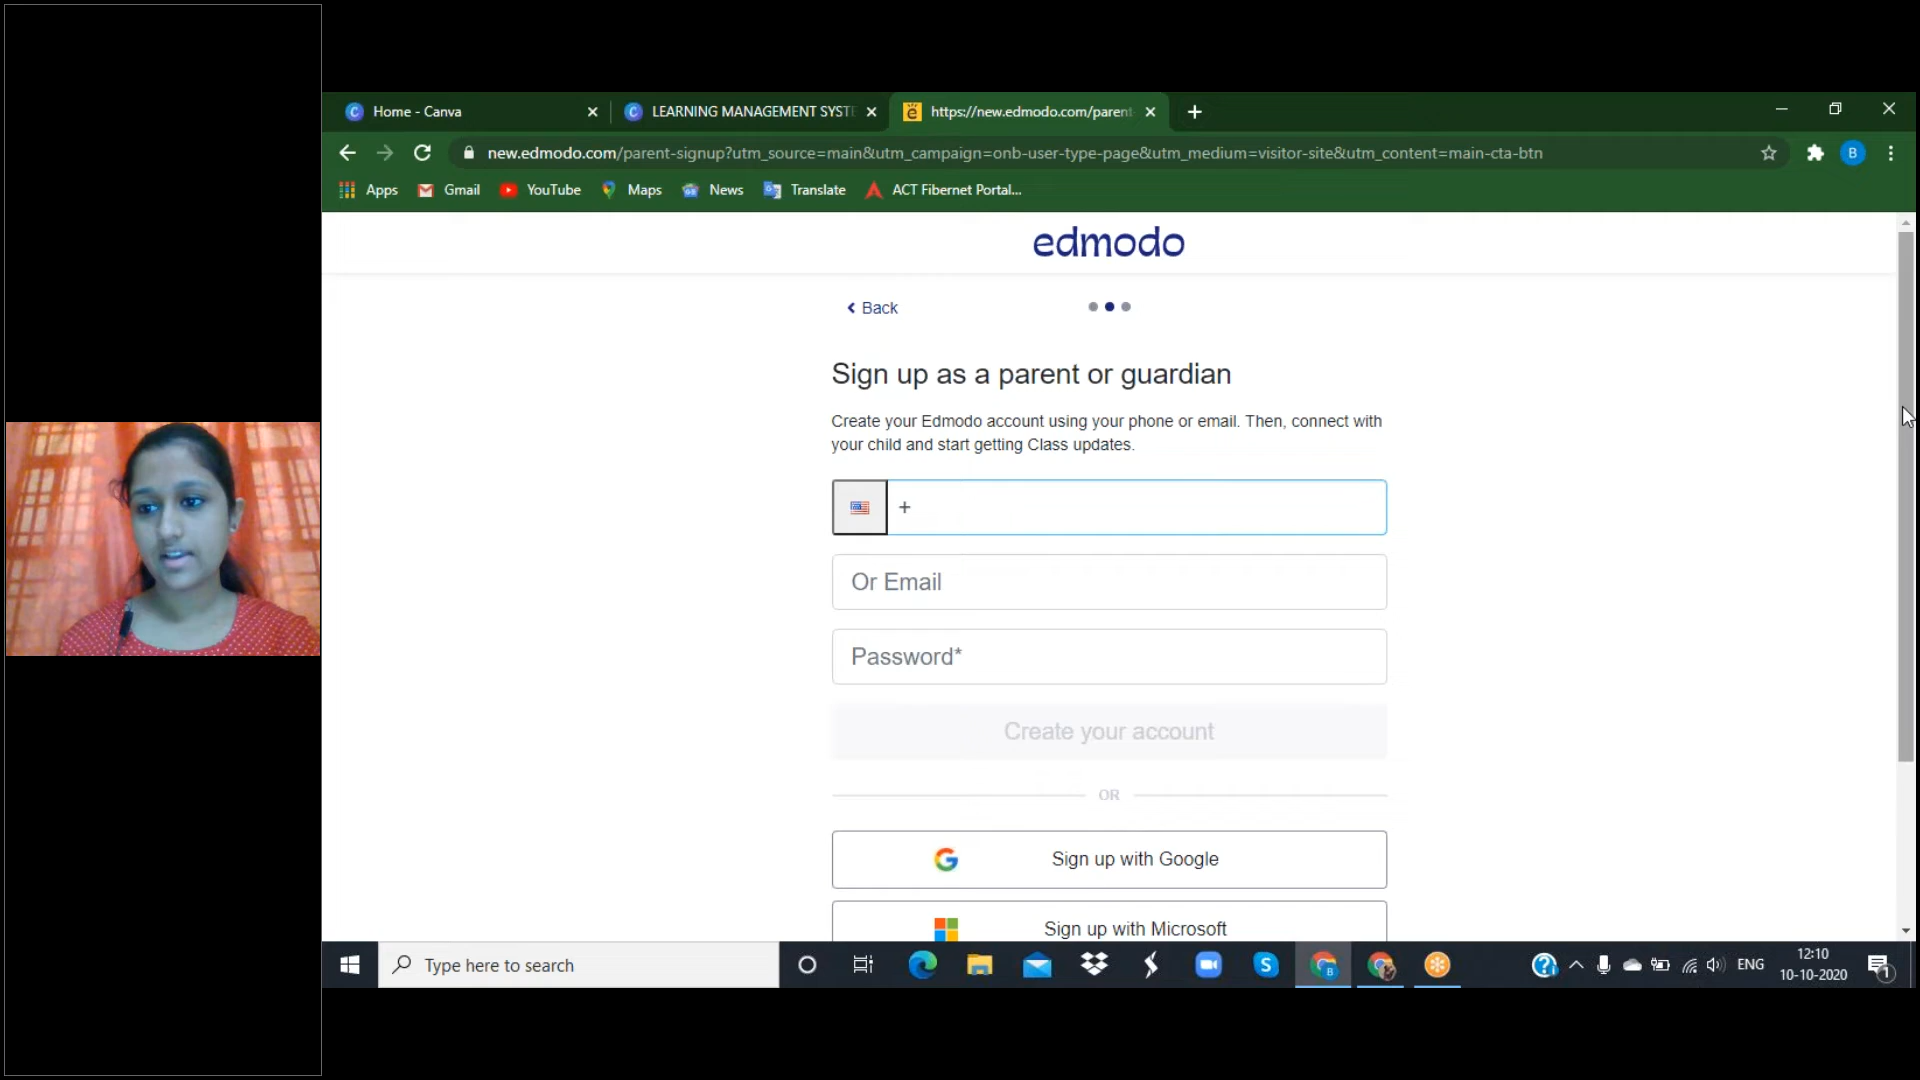 Home - Canva
LEARNING MANAGEMENT SYSTE
https://new.edmodo.com/parent-
new.edmodo.com/parent-signup?utm_source=main&utm_campaign=onb-user-type-page&utm_medium=visitor-site&utm_content=main-cta-btn
B
Apps
Gmail
YouTube
Maps
News
Translate
ACT Fibernet Portal...
edmodo
Back
Sign up as a parent or guardian
Create your Edmodo account using your phone or email. Then, connect with
your child and start getting Class updates.
+
Or Email
Password*
Create your account
OR
Sign up with Google
Sign up with Microsoft
Type here to search
ENG
12:10
10-10-2020
1